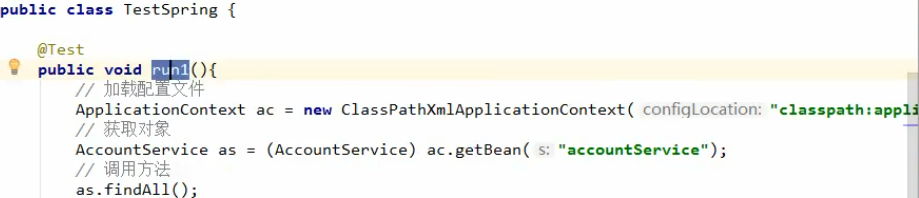 public class TestSpring {
@Test
public void run1(){
// 加载配置文件
ApplicationContext ac = new ClassPathXmlApplicationContext( configLocation: "classpath:appli
// 获取对象
AccountService as = (AccountService) ac.getBean( s: "accountService");
// 调用方法
as.findAll();